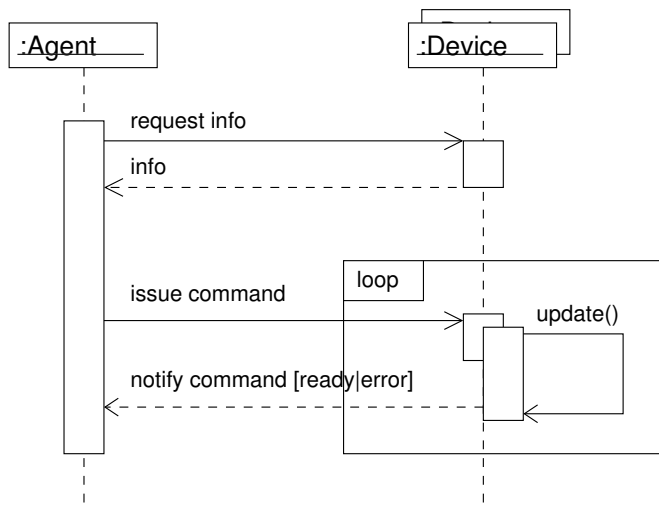 :Agent
:Device
request info
info
loop
issue command
update()
notify command [ready|error]